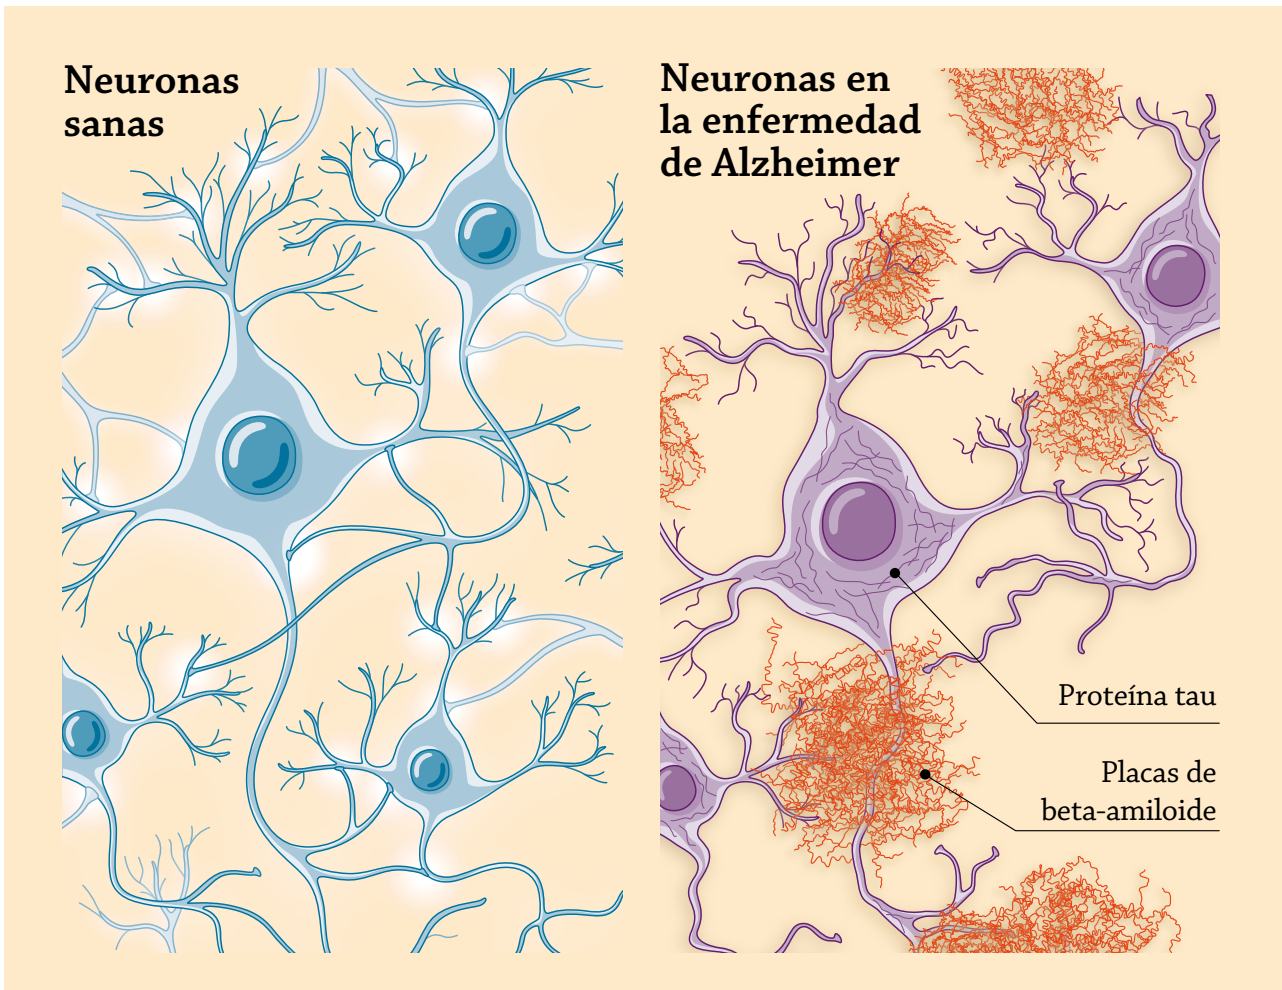 Neuronas
sanas
Neuronas en
la enfermedad
de Alzheimer
Proteína tau
Placas de
beta-amiloide